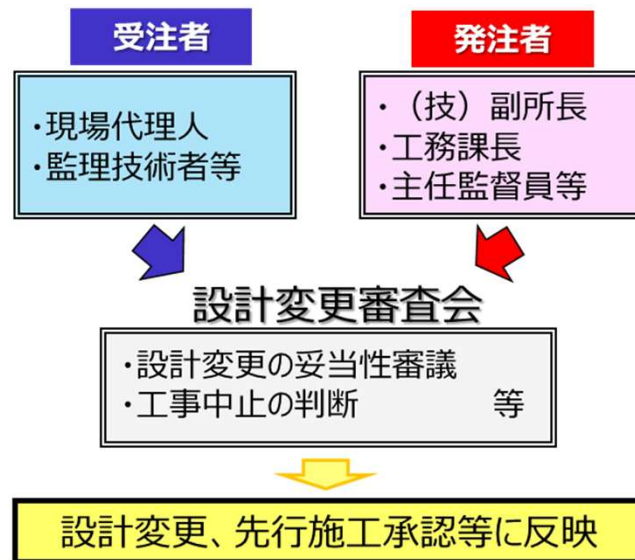 受注者
・現場代理人
・監理技術者等
発注者
・（技）副所長
・工務課長
・主任監督員等
設計変更審査会
・設計変更の妥当性審議
・工事中止の判断　　　等
設計変更、先行施工承認等に反映